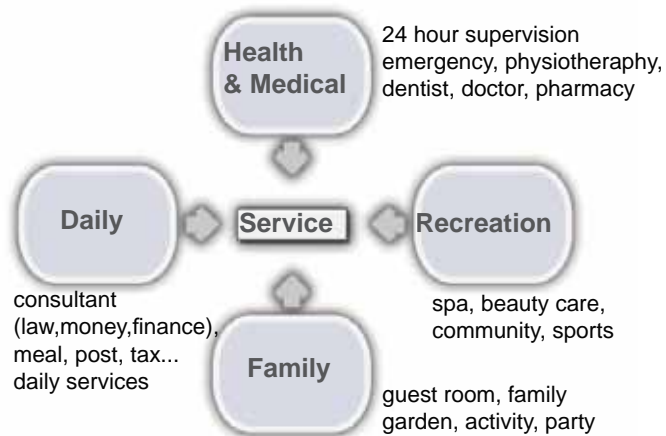 Health
& Medical
24 hour supervision
emergency, physiotheraphy,
dentist, doctor, pharmacy
Daily
Service
Recreation
consultant
(law,money,finance),
meal, post, tax...
daily services
spa, beauty care,
community, sports
Family
guest room, family
garden, activity, party